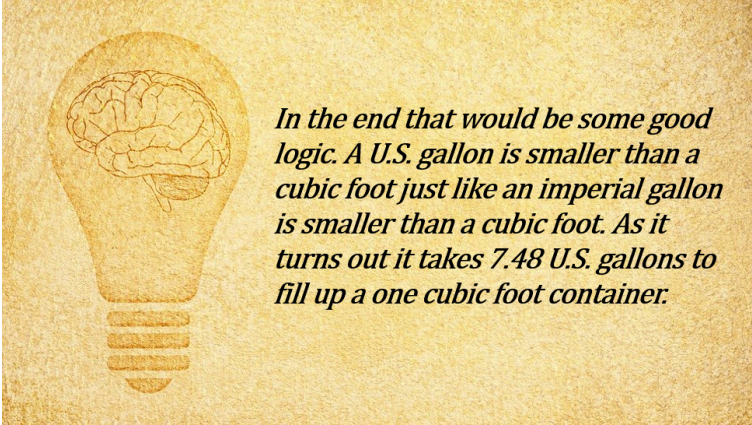 In the end that would be some good
logic. A U.S. gallon is smaller than a
cubic foot just like an imperial gallon
is smaller than a cubic foot. As it
turns out it takes 7.48 U.S. gallons to
fill up a one cubic foot container.